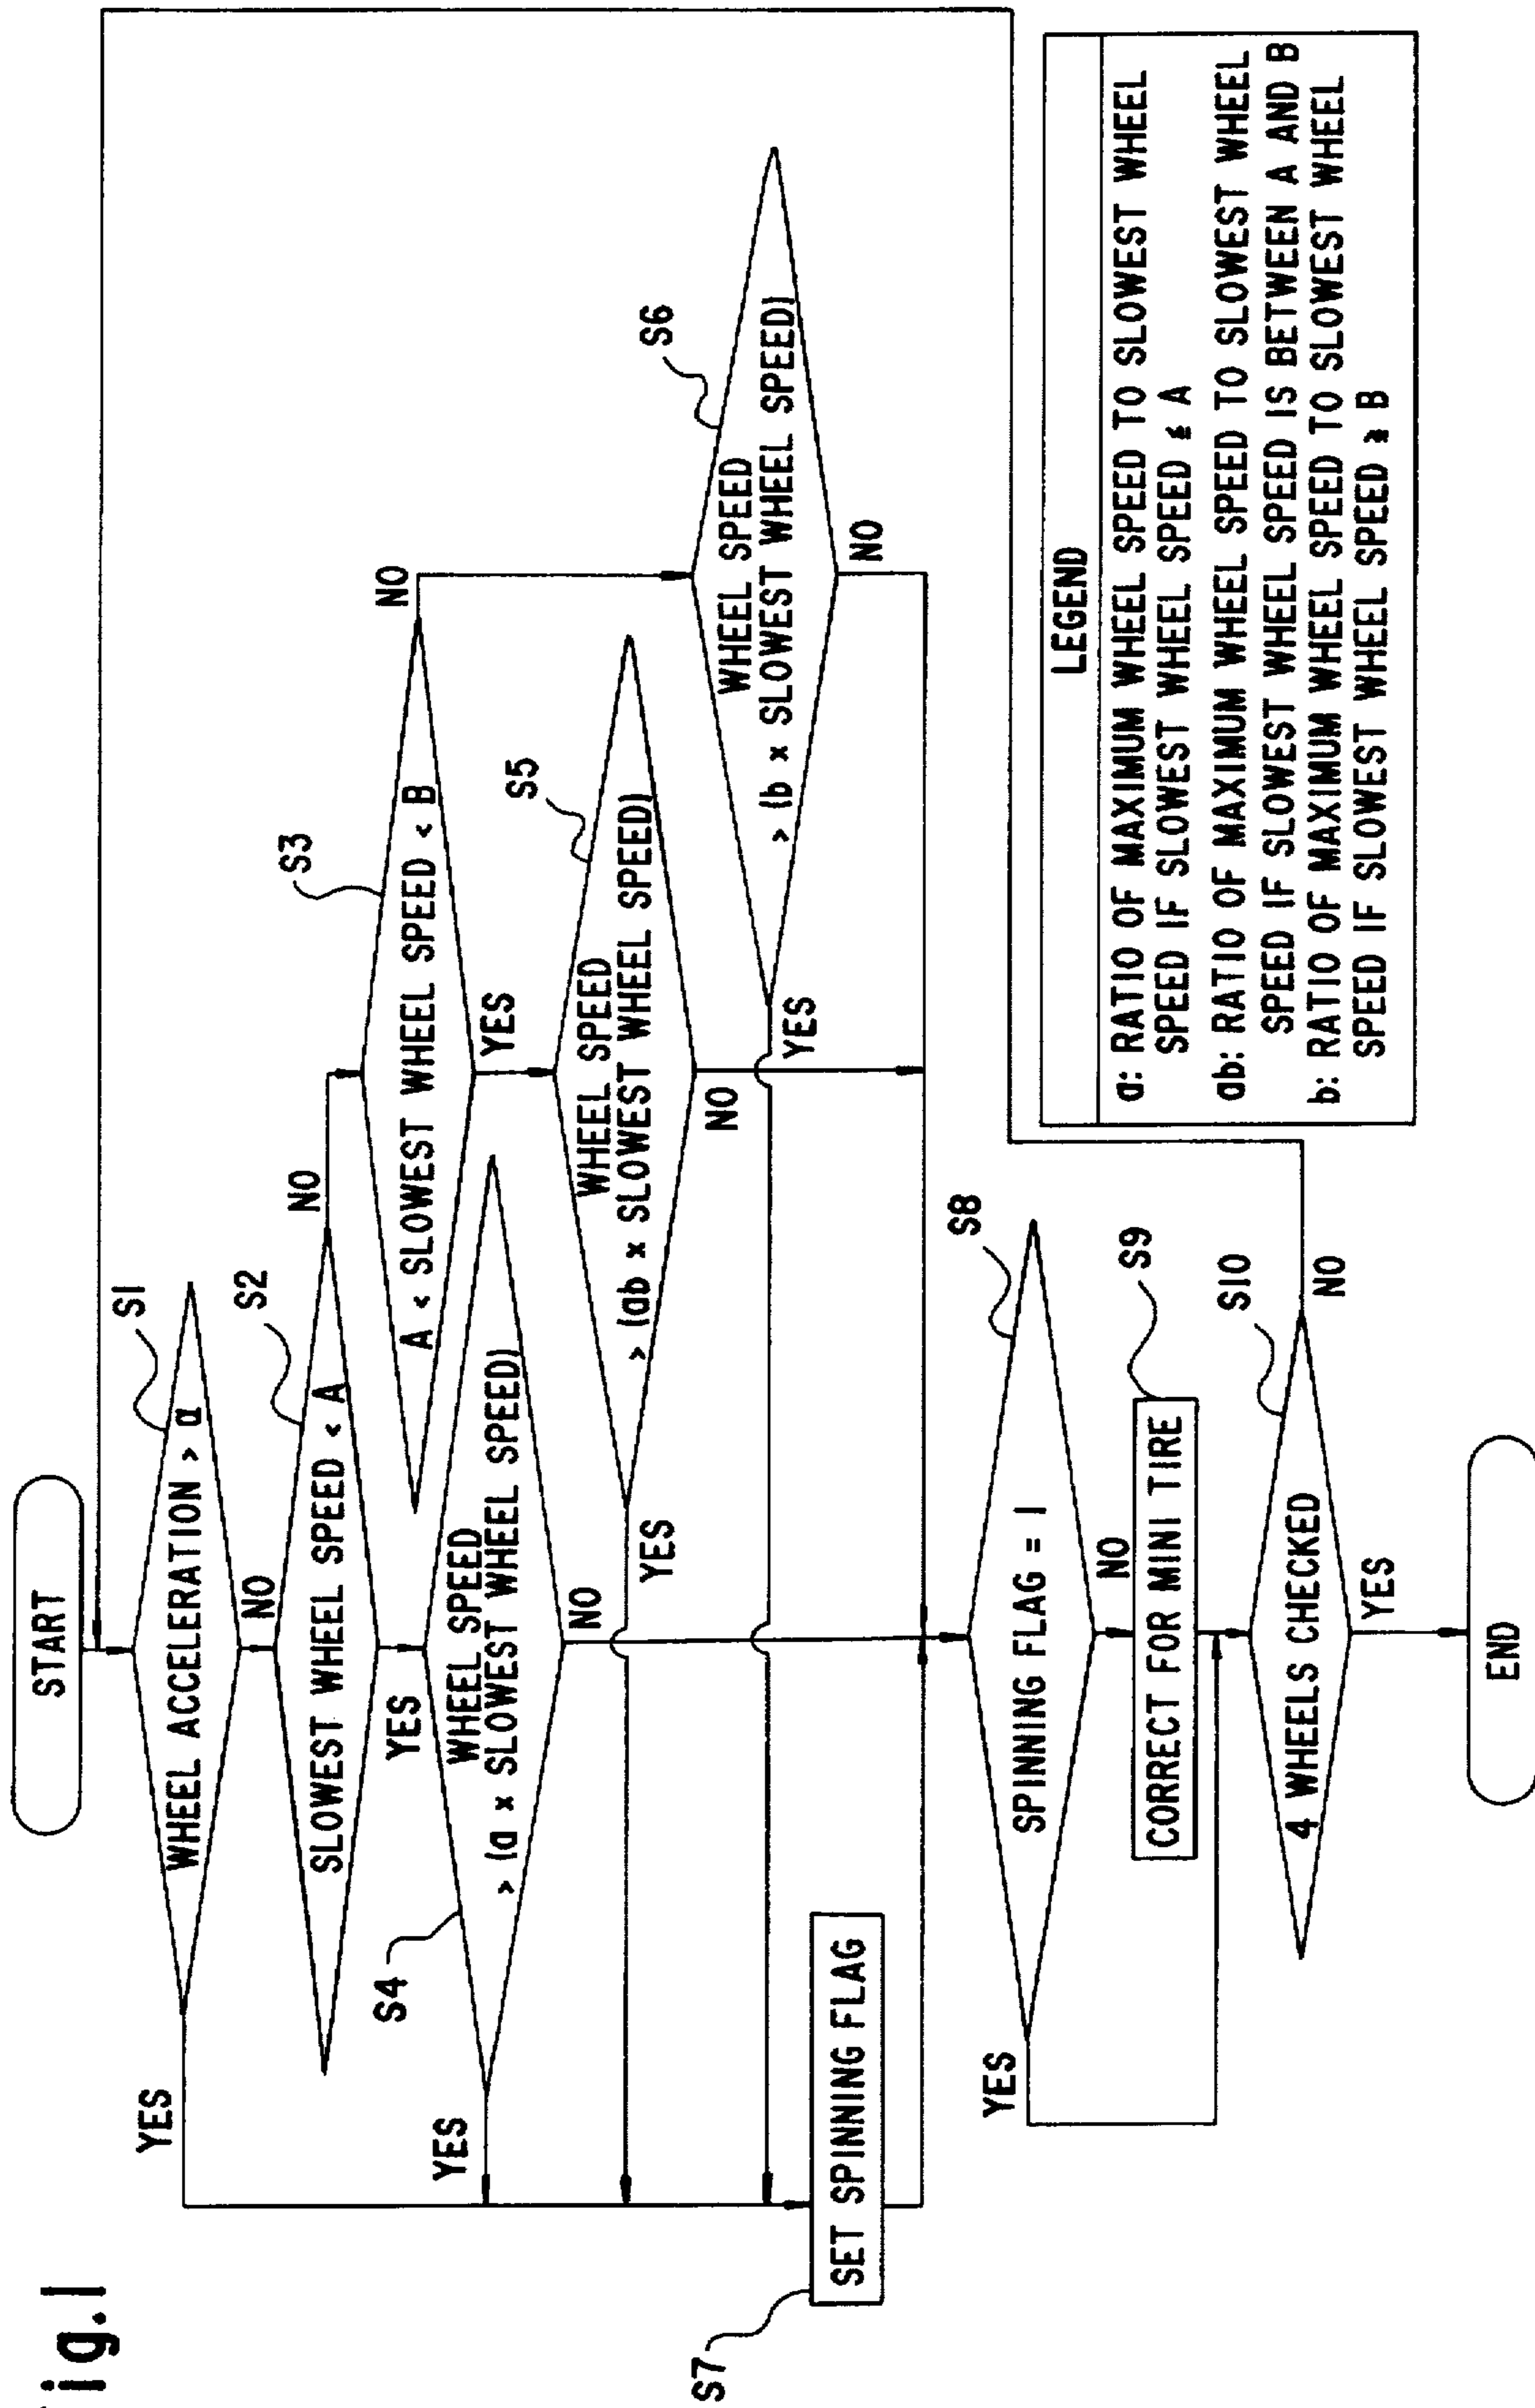 ig.1
START
WHEEL ACCELERATION > α
S1
YES
NO
SLOWEST WHEEL SPEED < A
S2
NO
YES
A < SLOWEST WHEEL SPEED < B
S3
NO
YES
WHEEL SPEED
> (a x SLOWEST WHEEL SPEED)
S4
YES
NO
WHEEL SPEED
> (ab x SLOWEST WHEEL SPEED)
S5
YES
NO
WHEEL SPEED
> (b x SLOWEST WHEEL SPEED)
S6
YES
NO
SET SPINNING FLAG
S7
SPINNING FLAG = 1
S8
YES
NO
CORRECT FOR MINI TIRE
S9
4 WHEELS CHECKED
S10
NO
YES
END
LEGEND
a: RATIO OF MAXIMUM WHEEL SPEED TO SLOWEST WHEEL
SPEED IF SLOWEST WHEEL SPEED ≦ A
ab: RATIO OF MAXIMUM WHEEL SPEED TO SLOWEST WHEEL
SPEED IF SLOWEST WHEEL SPEED IS BETWEEN A AND B
b: RATIO OF MAXIMUM WHEEL SPEED TO SLOWEST WHEEL
SPEED IF SLOWEST WHEEL SPEED ≧ B